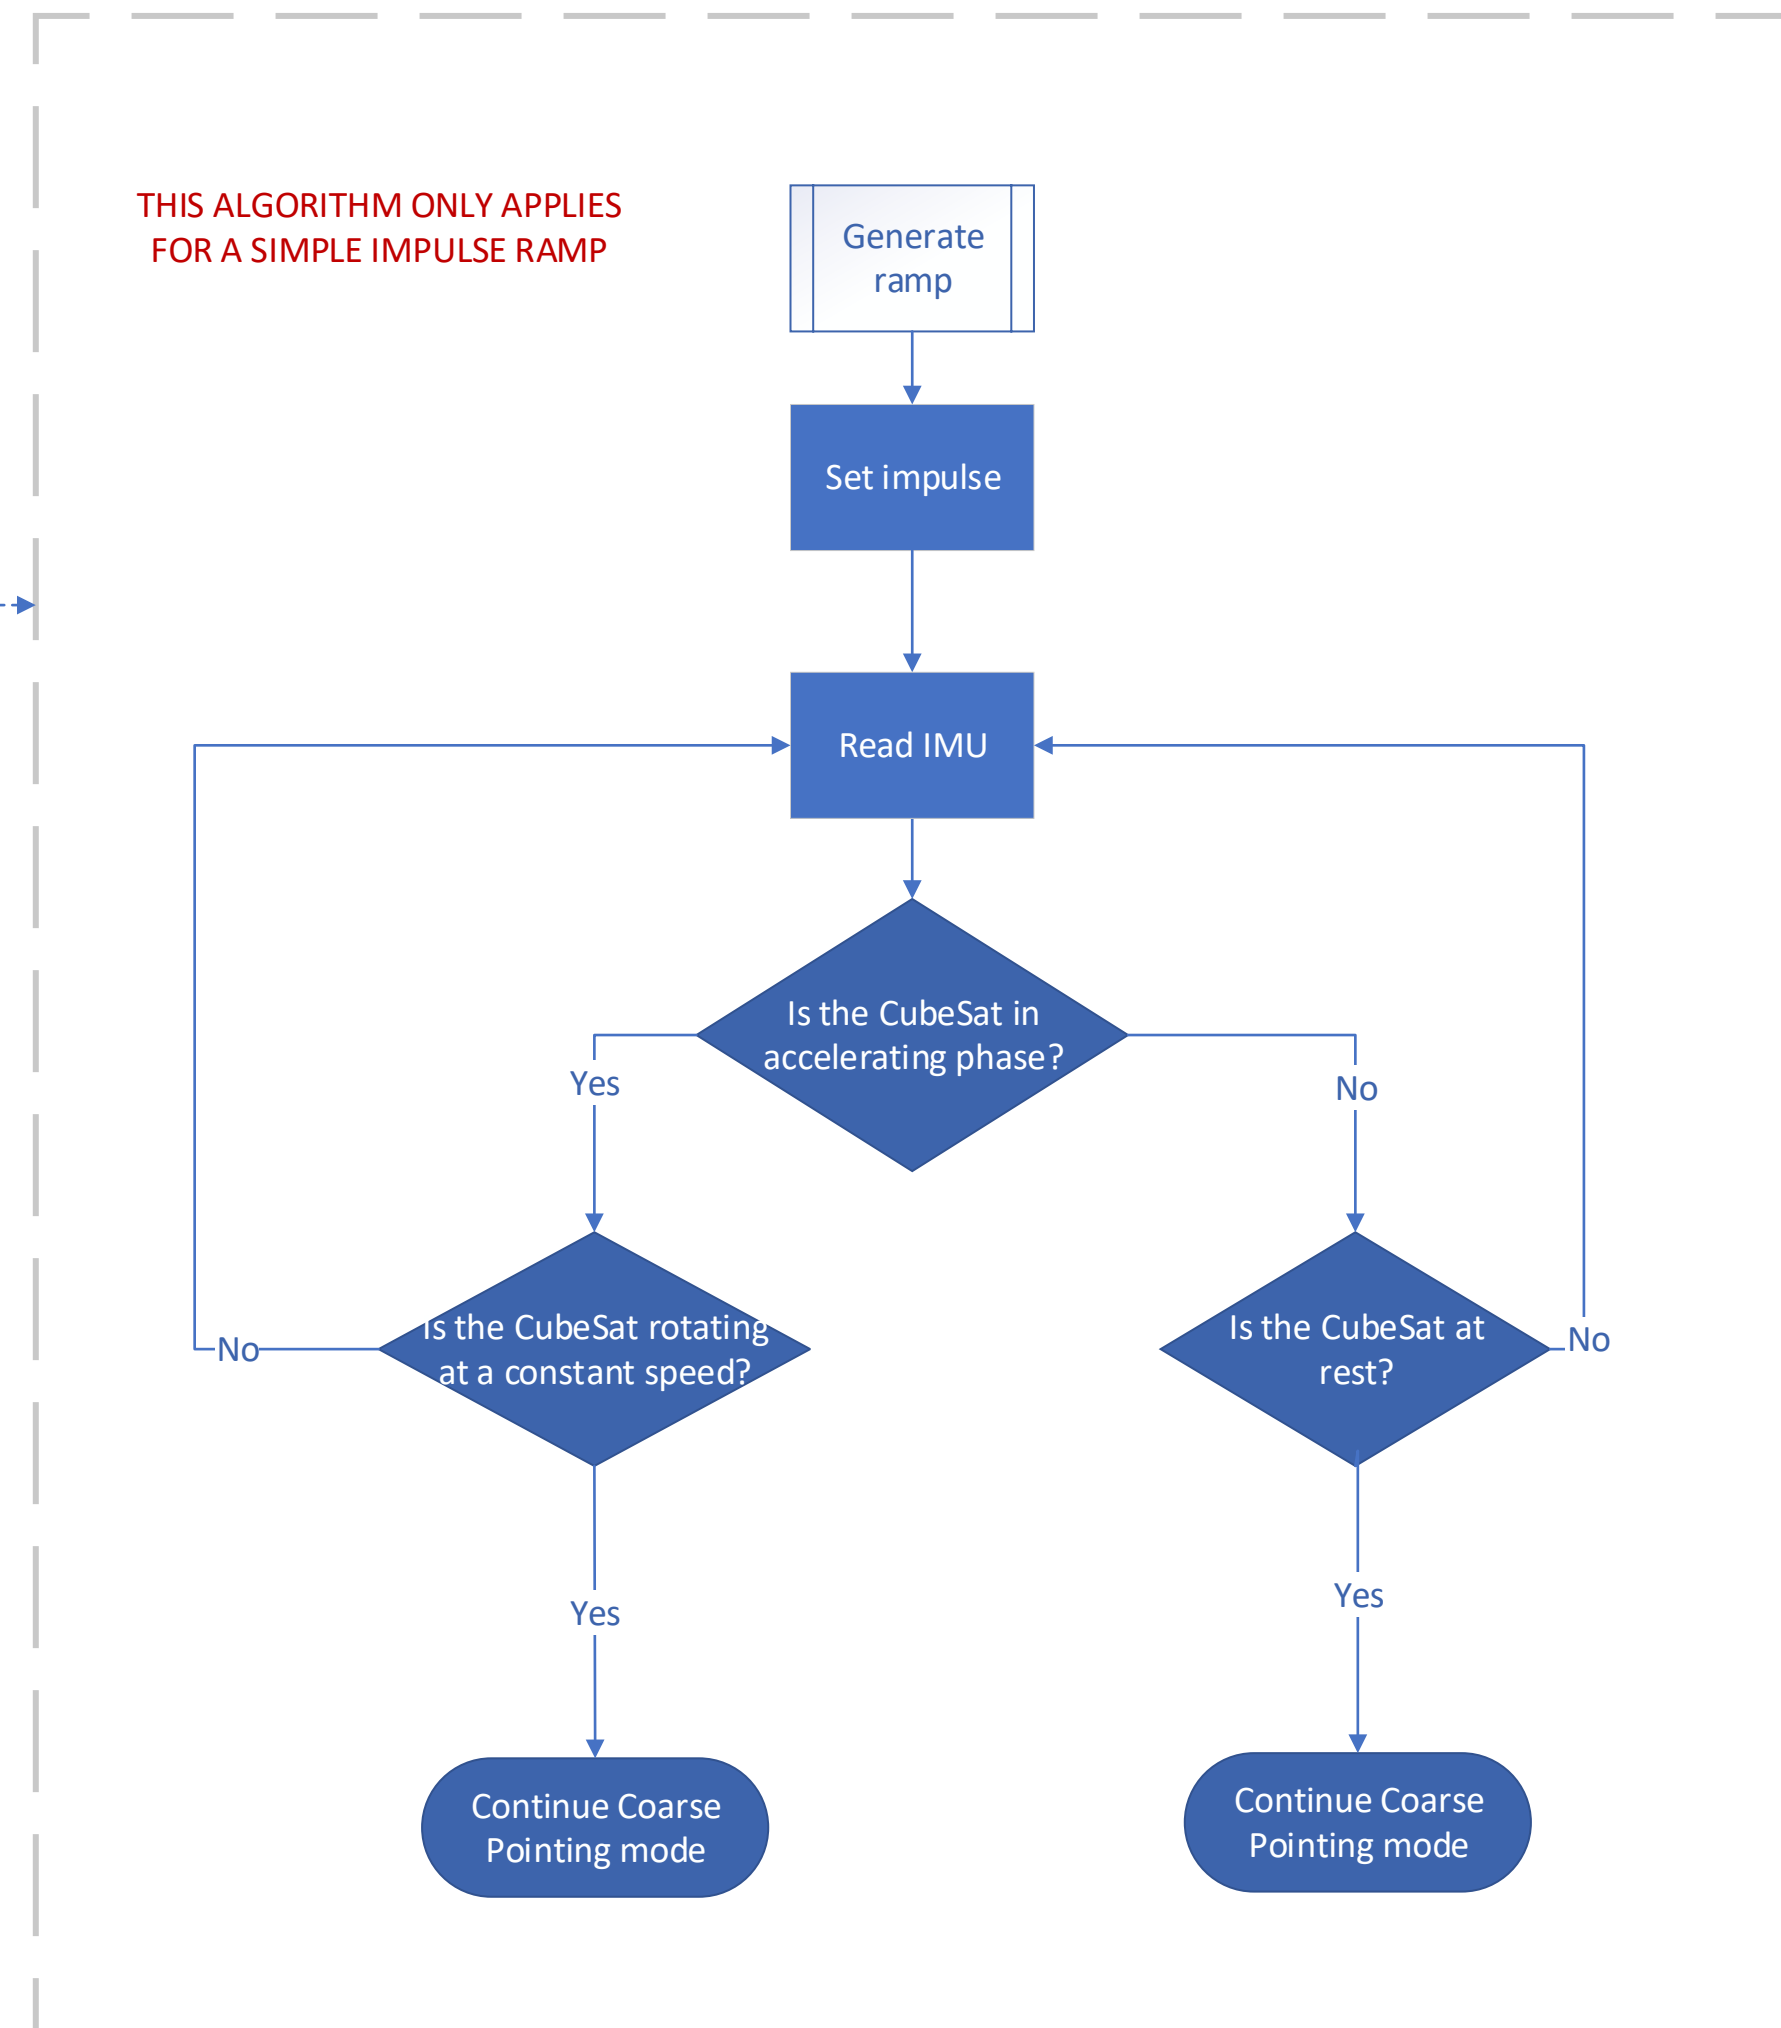 THIS ALGORITHM ONLY APPLIES
FOR A SIMPLE IMPULSE RAMP
Generate
ramp
Set impulse
Read IMU
Is the CubeSat in
accelerating phase?
Yes
No
Is the CubeSat rotating
at a constant speed?
No
Is the CubeSat at
rest?
No
Yes
Yes
Continue Coarse
Pointing mode
Continue Coarse
Pointing mode